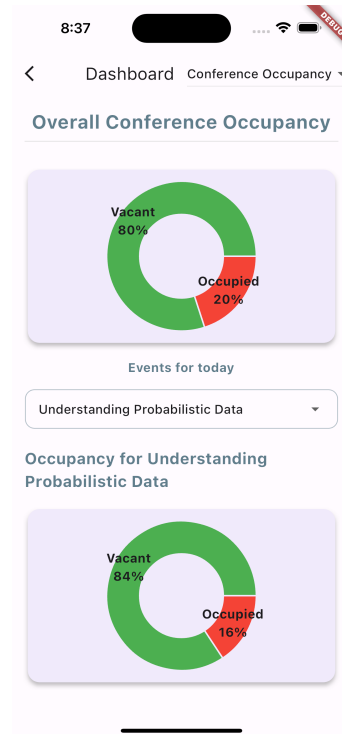 8:37
DEBUG
Dashboard
Conference Occupancy
Overall Conference Occupancy
Vacant
80%
Occupied
20%
Events for today
Understanding Probabilistic Data
Occupancy for Understanding
Probabilistic Data
Vacant
84%
Occupied
16%